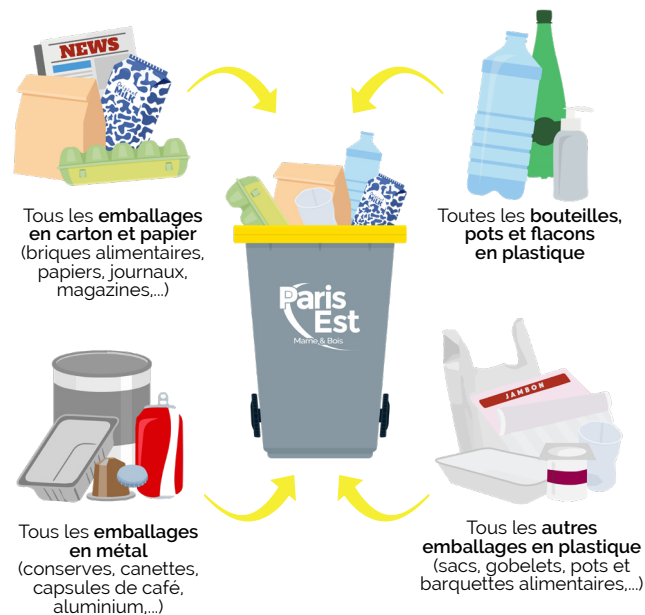 NEWS
MILK
Tous les emballages
en carton et papier
(briques alimentaires,
papiers, journaux,
magazines,...)
Toutes les bouteilles,
pots et flacons
en plastique
Paris
Est
Marne & Bois
JAMBON
Tous les emballages
en métal
(conserves, canettes,
capsules de café,
aluminium,...)
Tous les autres
emballages en plastique
(sacs, gobelets, pots et
barquettes alimentaires,...)